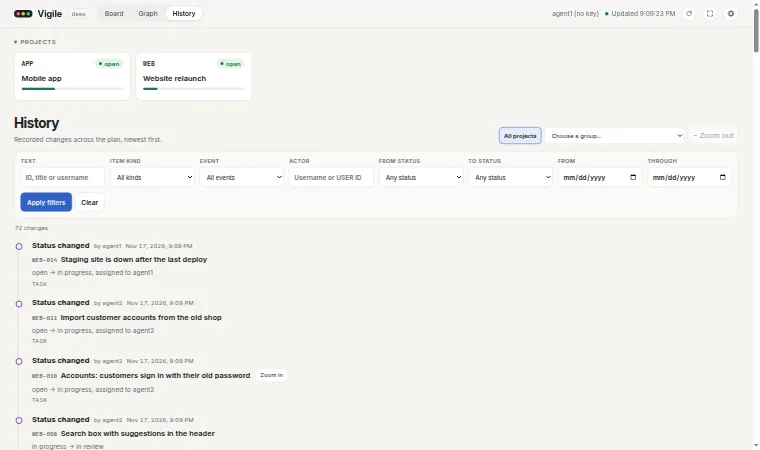 Vigile demo Board Graph History agent1 (no key) Updated 9:09:23 PM
PROJECTS
APP open WEB open
Mobile app Website relaunch
History
Recorded changes across the plan, newest first.
All projects Choose a group... − Zoom out
TEXT ITEM KIND EVENT ACTOR FROM STATUS TO STATUS FROM THROUGH
ID, title or username All kinds All events Username or USER ID Any status Any status mm/dd/yyyy mm/dd/yyyy
Apply filters Clear
72 changes
Status changed by agent1 Nov 17, 2026, 9:09 PM
WEB-014 Staging site is down after the last deploy
open → in progress, assigned to agent1
TASK
Status changed by agent2 Nov 17, 2026, 9:09 PM
WEB-011 Import customer accounts from the old shop
open → in progress, assigned to agent2
TASK
Status changed by agent2 Nov 17, 2026, 9:09 PM
WEB-010 Accounts: customers sign in with their old password Zoom in
open → in progress, assigned to agent2
TASK
Status changed by agent2 Nov 17, 2026, 9:09 PM
WEB-008 Search box with suggestions in the header
in progress → in review